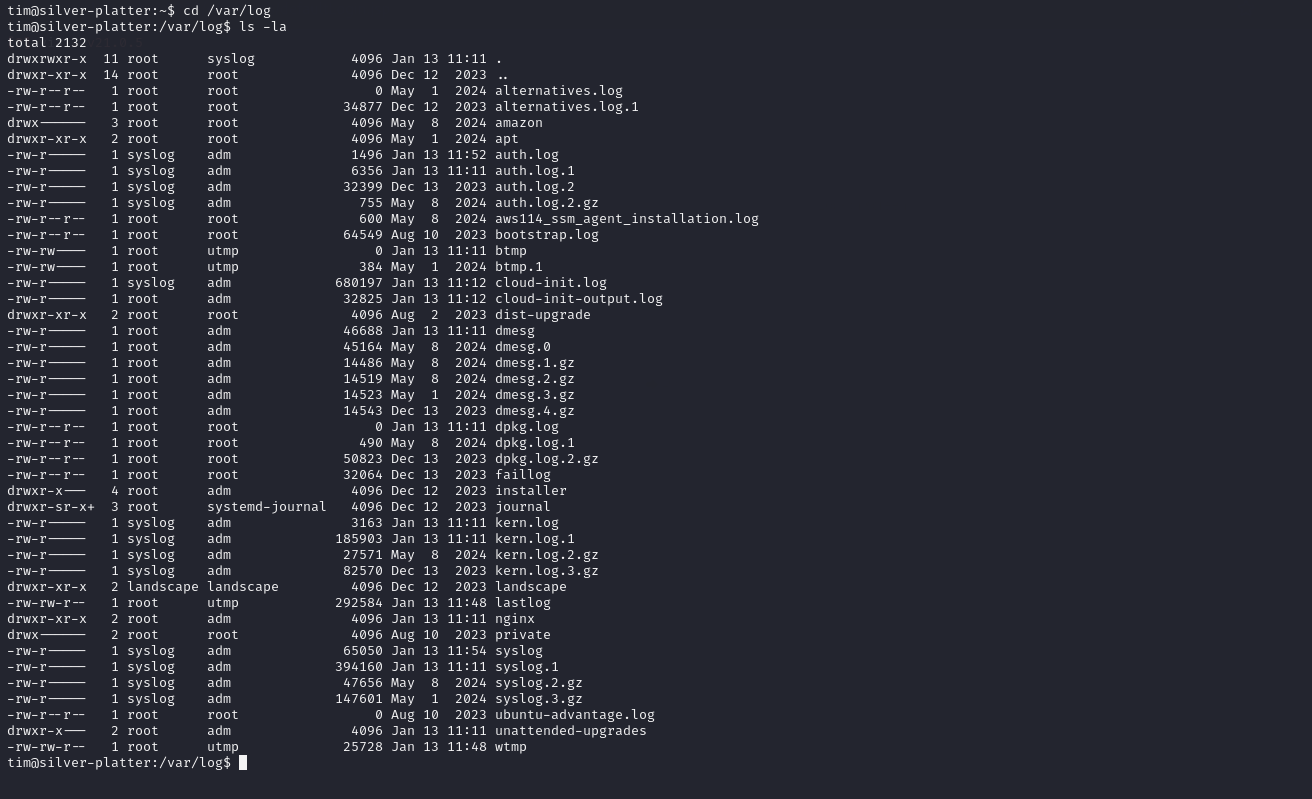 tim@silver-platter:~$ cd /var/log
tim@silver-platter:/var/log$ ls -la
total 2132
drwxrwxr-x  11 root      syslog            4096 Jan 13 11:11 .
drwxr-xr-x  14 root      root              4096 Dec 12  2023 ..
-rw-r--r--   1 root      root                 0 May  1  2024 alternatives.log
-rw-r--r--   1 root      root             34877 Dec 12  2023 alternatives.log.1
drwx------   3 root      root              4096 May  8  2024 amazon
drwxr-xr-x   2 root      root              4096 May  1  2024 apt
-rw-r-----   1 syslog    adm               1496 Jan 13 11:52 auth.log
-rw-r-----   1 syslog    adm               6356 Jan 13 11:11 auth.log.1
-rw-r-----   1 syslog    adm              32399 Dec 13  2023 auth.log.2
-rw-r-----   1 syslog    adm                755 May  8  2024 auth.log.2.gz
-rw-r--r--   1 root      root               600 May  8  2024 aws114_ssm_agent_installation.log
-rw-r--r--   1 root      root             64549 Aug 10  2023 bootstrap.log
-rw-rw----   1 root      utmp                 0 Jan 13 11:11 btmp
-rw-rw----   1 root      utmp               384 May  1  2024 btmp.1
-rw-r-----   1 syslog    adm             680197 Jan 13 11:12 cloud-init.log
-rw-r-----   1 root      adm              32825 Jan 13 11:12 cloud-init-output.log
drwxr-xr-x   2 root      root              4096 Aug  2  2023 dist-upgrade
-rw-r-----   1 root      adm              46688 Jan 13 11:11 dmesg
-rw-r-----   1 root      adm              45164 May  8  2024 dmesg.0
-rw-r-----   1 root      adm              14486 May  8  2024 dmesg.1.gz
-rw-r-----   1 root      adm              14519 May  8  2024 dmesg.2.gz
-rw-r-----   1 root      adm              14523 May  1  2024 dmesg.3.gz
-rw-r-----   1 root      adm              14543 Dec 13  2023 dmesg.4.gz
-rw-r--r--   1 root      root                 0 Jan 13 11:11 dpkg.log
-rw-r--r--   1 root      root               490 May  8  2024 dpkg.log.1
-rw-r--r--   1 root      root             50823 Dec 13  2023 dpkg.log.2.gz
-rw-r--r--   1 root      root             32064 Dec 13  2023 faillog
drwxr-x---   4 root      adm               4096 Dec 12  2023 installer
drwxr-sr-x+  3 root      systemd-journal   4096 Dec 12  2023 journal
-rw-r-----   1 syslog    adm               3163 Jan 13 11:11 kern.log
-rw-r-----   1 syslog    adm             185903 Jan 13 11:11 kern.log.1
-rw-r-----   1 syslog    adm              27571 May  8  2024 kern.log.2.gz
-rw-r-----   1 syslog    adm              82570 Dec 13  2023 kern.log.3.gz
drwxr-xr-x   2 landscape landscape         4096 Dec 12  2023 landscape
-rw-rw-r--   1 root      utmp            292584 Jan 13 11:48 lastlog
drwxr-xr-x   2 root      adm               4096 Jan 13 11:11 nginx
drwx------   2 root      root              4096 Aug 10  2023 private
-rw-r-----   1 syslog    adm              65050 Jan 13 11:54 syslog
-rw-r-----   1 syslog    adm             394160 Jan 13 11:11 syslog.1
-rw-r-----   1 syslog    adm              47656 May  8  2024 syslog.2.gz
-rw-r-----   1 syslog    adm             147601 May  1  2024 syslog.3.gz
-rw-r--r--   1 root      root                 0 Aug 10  2023 ubuntu-advantage.log
drwxr-x---   2 root      adm               4096 Jan 13 11:11 unattended-upgrades
-rw-rw-r--   1 root      utmp             25728 Jan 13 11:48 wtmp
tim@silver-platter:/var/log$